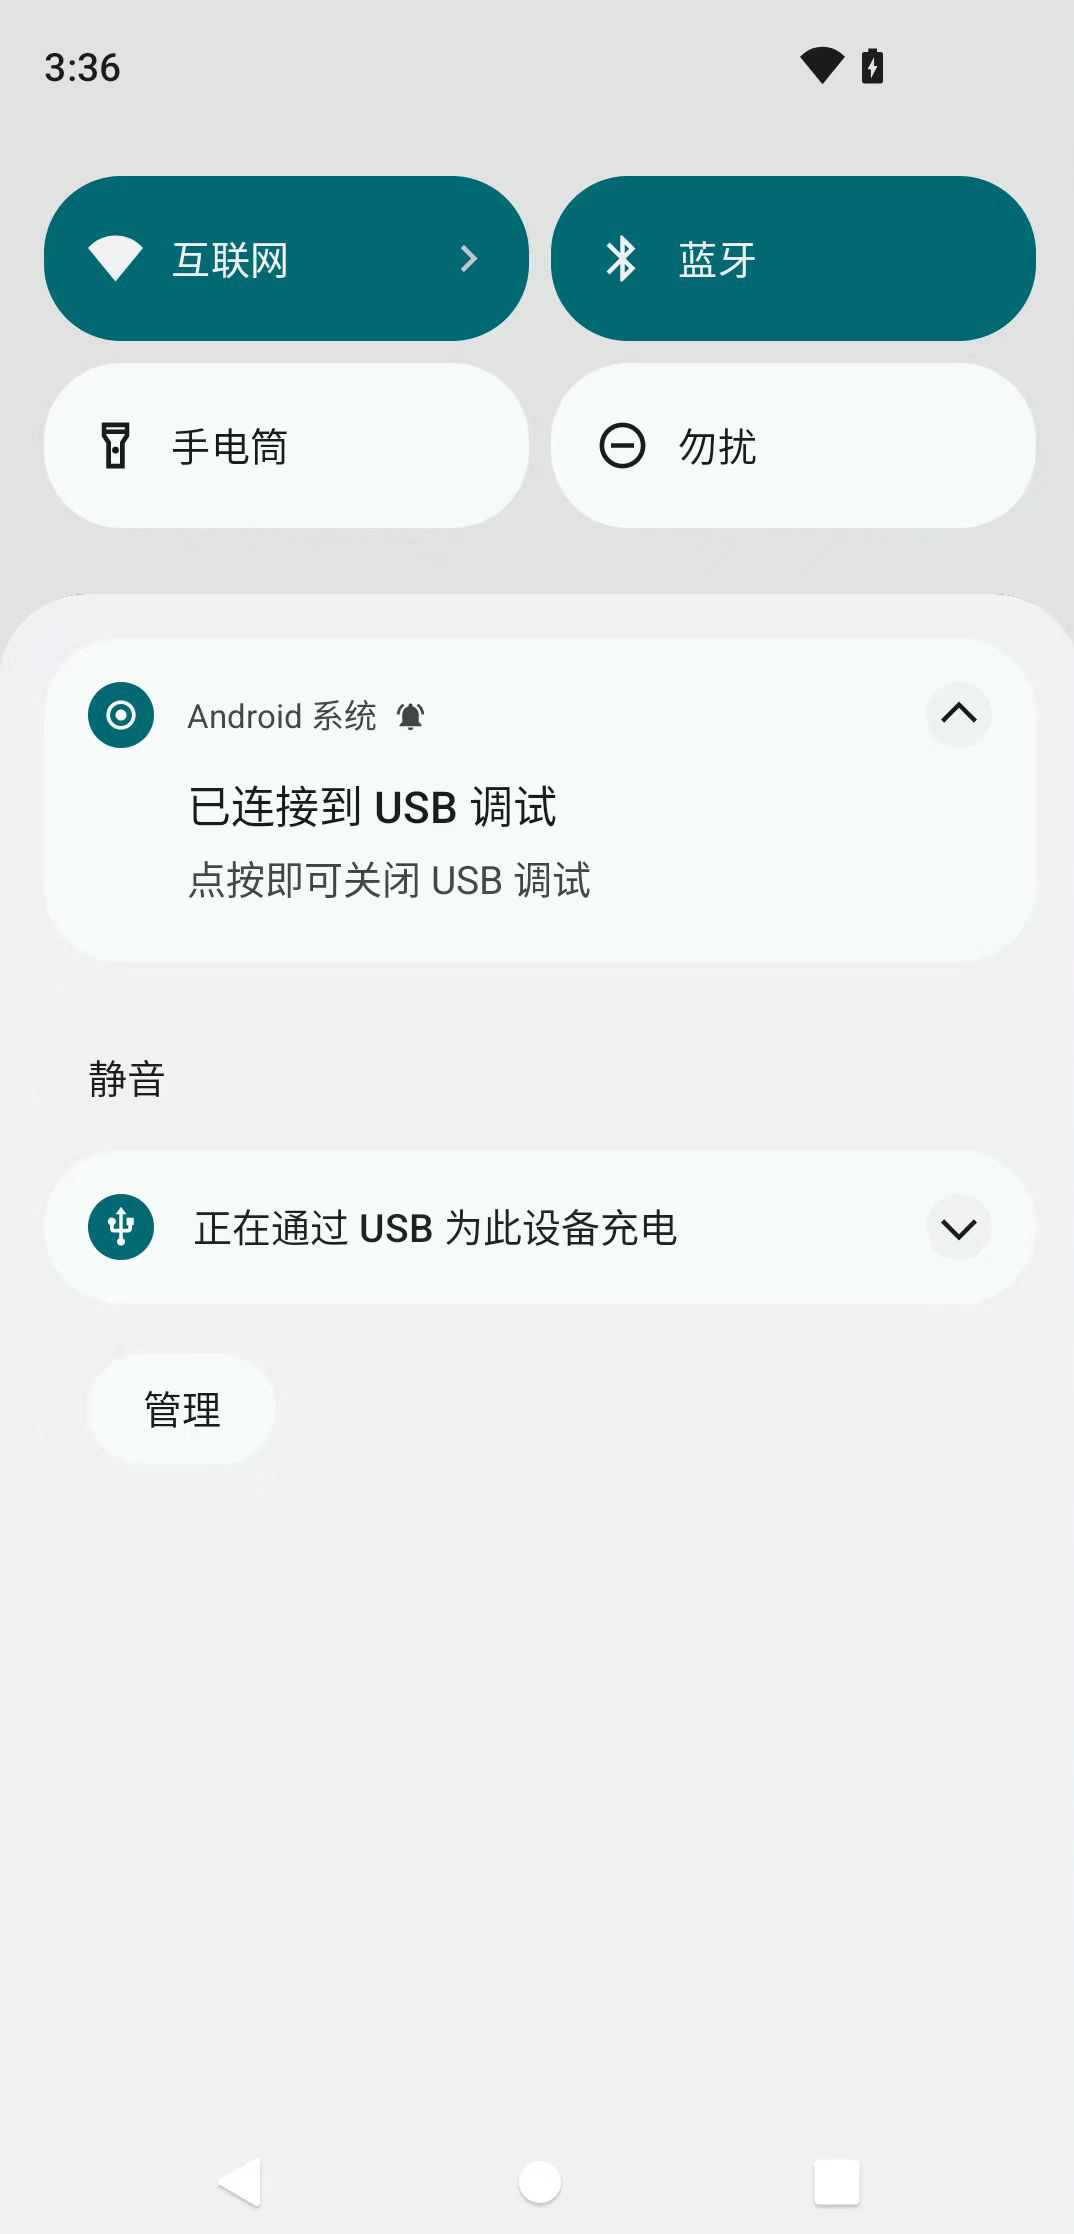 3:36
互联网
蓝牙
手电筒
勿扰
Android 系统
已连接到 USB 调试
点按即可关闭 USB 调试
静音
正在通过 USB 为此设备充电
管理